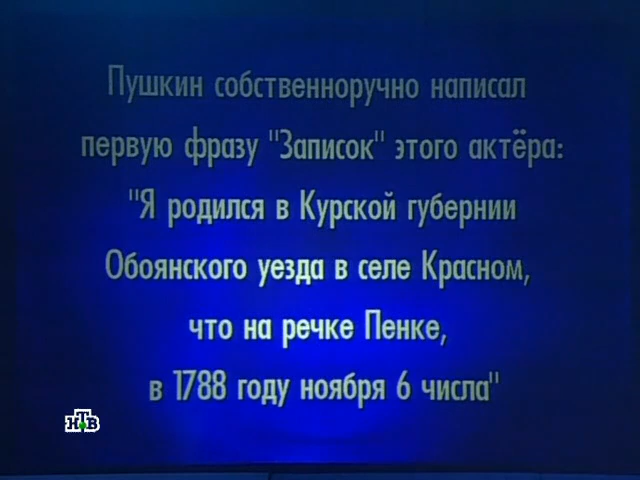 Пушкин собственноручно написал
первую фразу "Записок" этого актёра:
"Я родился в Курской губернии
Обоянского уезда в селе Красном,
что на речке Пенке,
в 1788 году ноября 6 числа"
НТВ